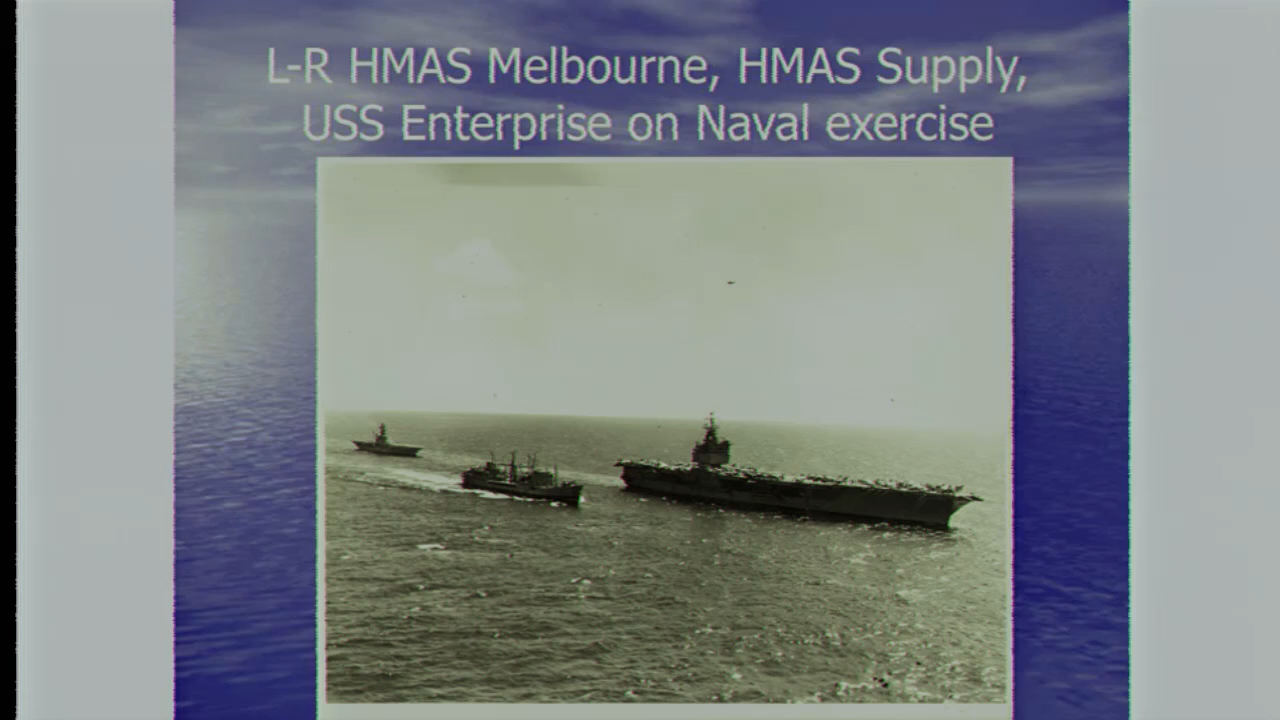 L-R HMAS Melbourne, HMAS Supply,
USS Enterprise on Naval exercise